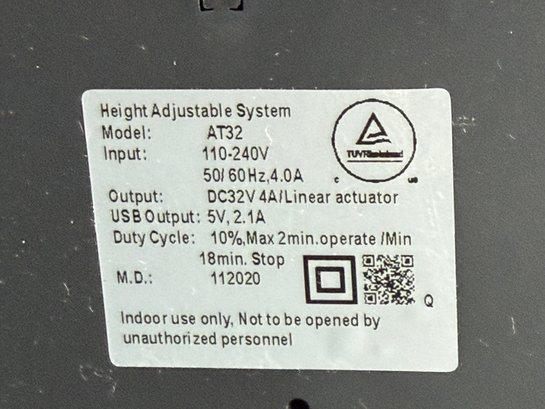 Height Adjustable System
Model: AT32
Input: 110-240V
50/60Hz,4.0A
Output: DC32V 4A/Linear actuator
USB Output: 5V, 2.1A
Duty Cycle: 10%,Max 2min.operate /Min
18min. Stop
M.D.: 112020
Indoor use only, Not to be opened by
unauthorized personnel
TUVRheinland
c us
Q